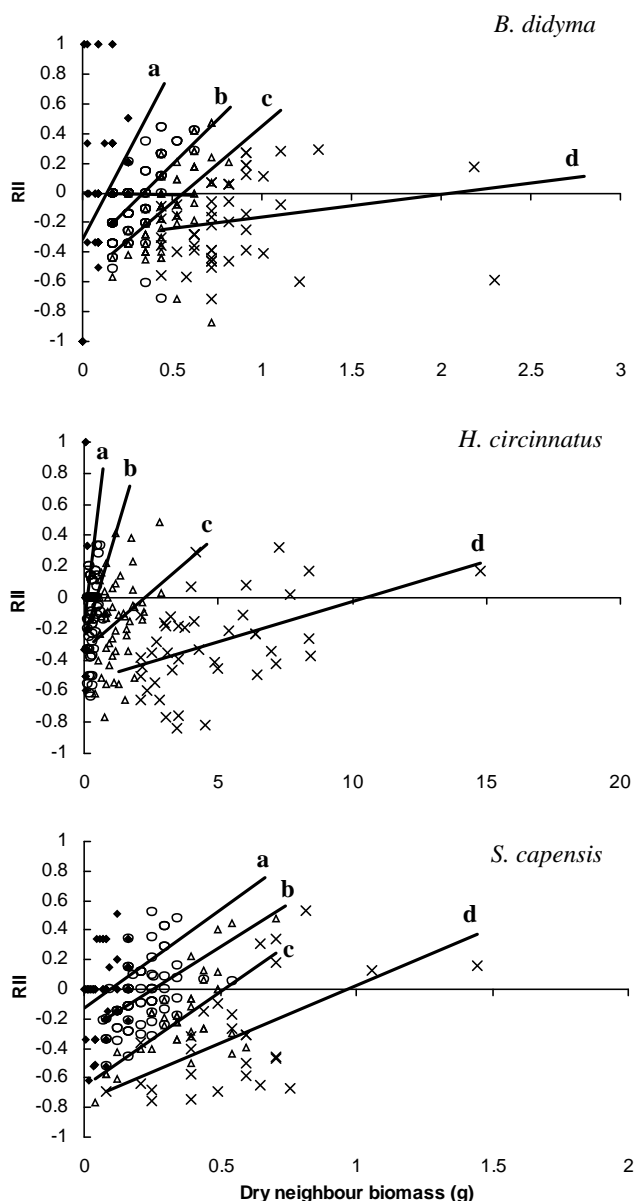 B. didyma
1
0.8
0.6
0.4
0.2
0
-0.2
-0.4
-0.6
-0.8
-1
RII
a
b
c
d
0 0.5 1 1.5 2 2.5 3
H. circinnatus
1
0.8
0.6
0.4
0.2
0
-0.2
-0.4
-0.6
-0.8
-1
RII
a
b
c
d
0 5 10 15 20
S. capensis
1
0.8
0.6
0.4
0.2
0
-0.2
-0.4
-0.6
-0.8
-1
RII
a
b
c
d
0 0.5 1 1.5 2
Dry neighbour biomass (g)